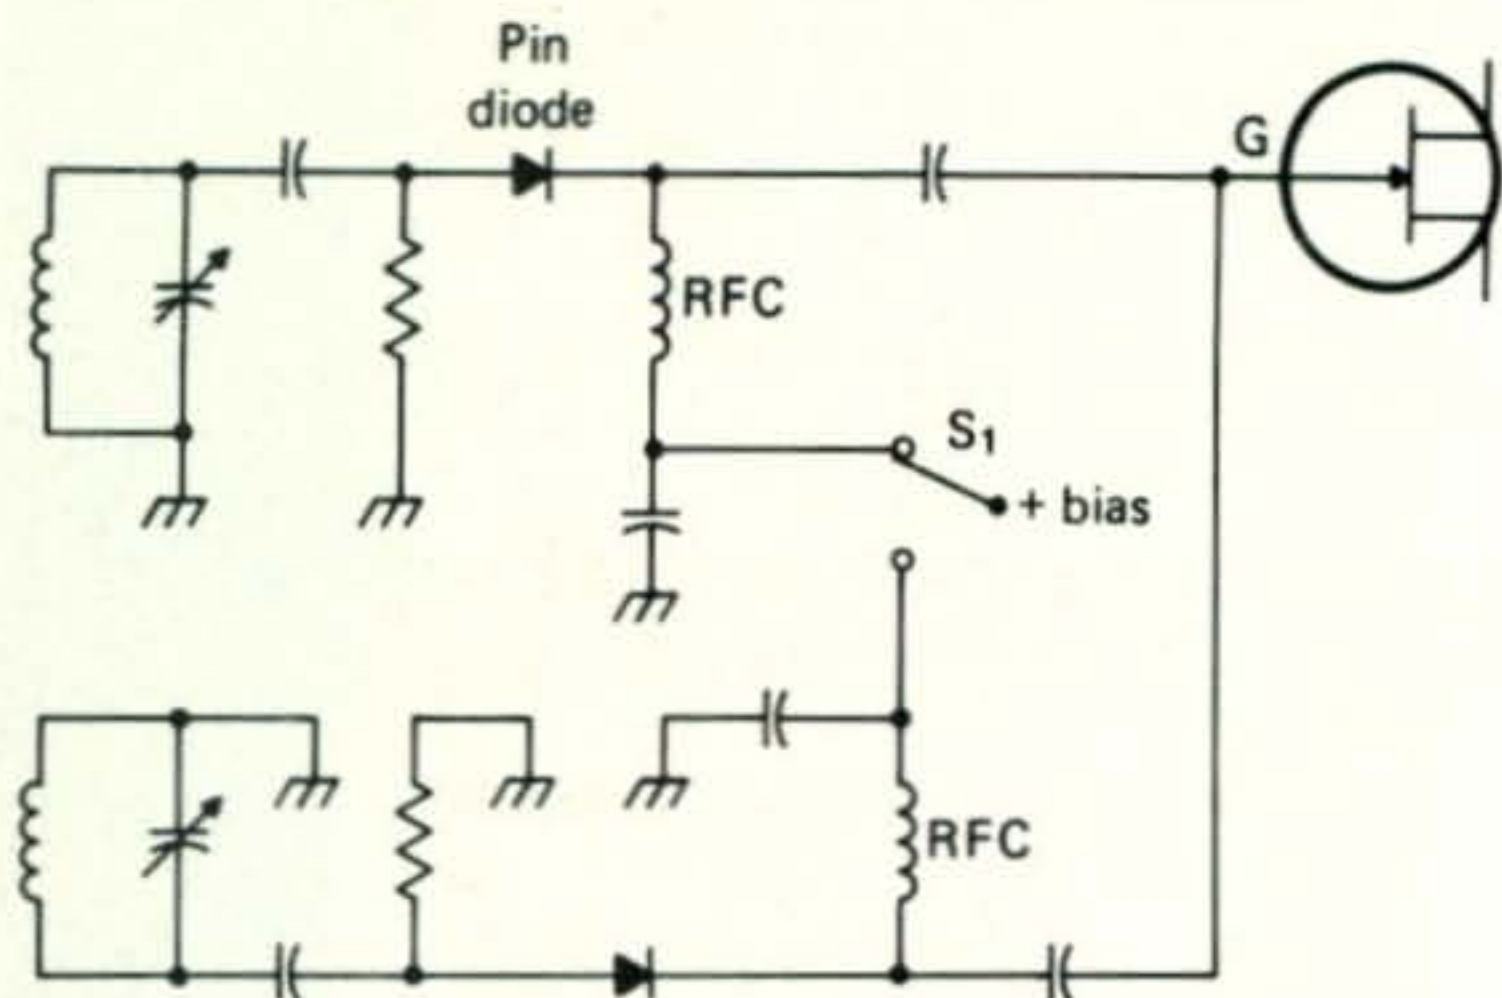 Pin
diode
G
RFC
S₁
+ bias
RFC